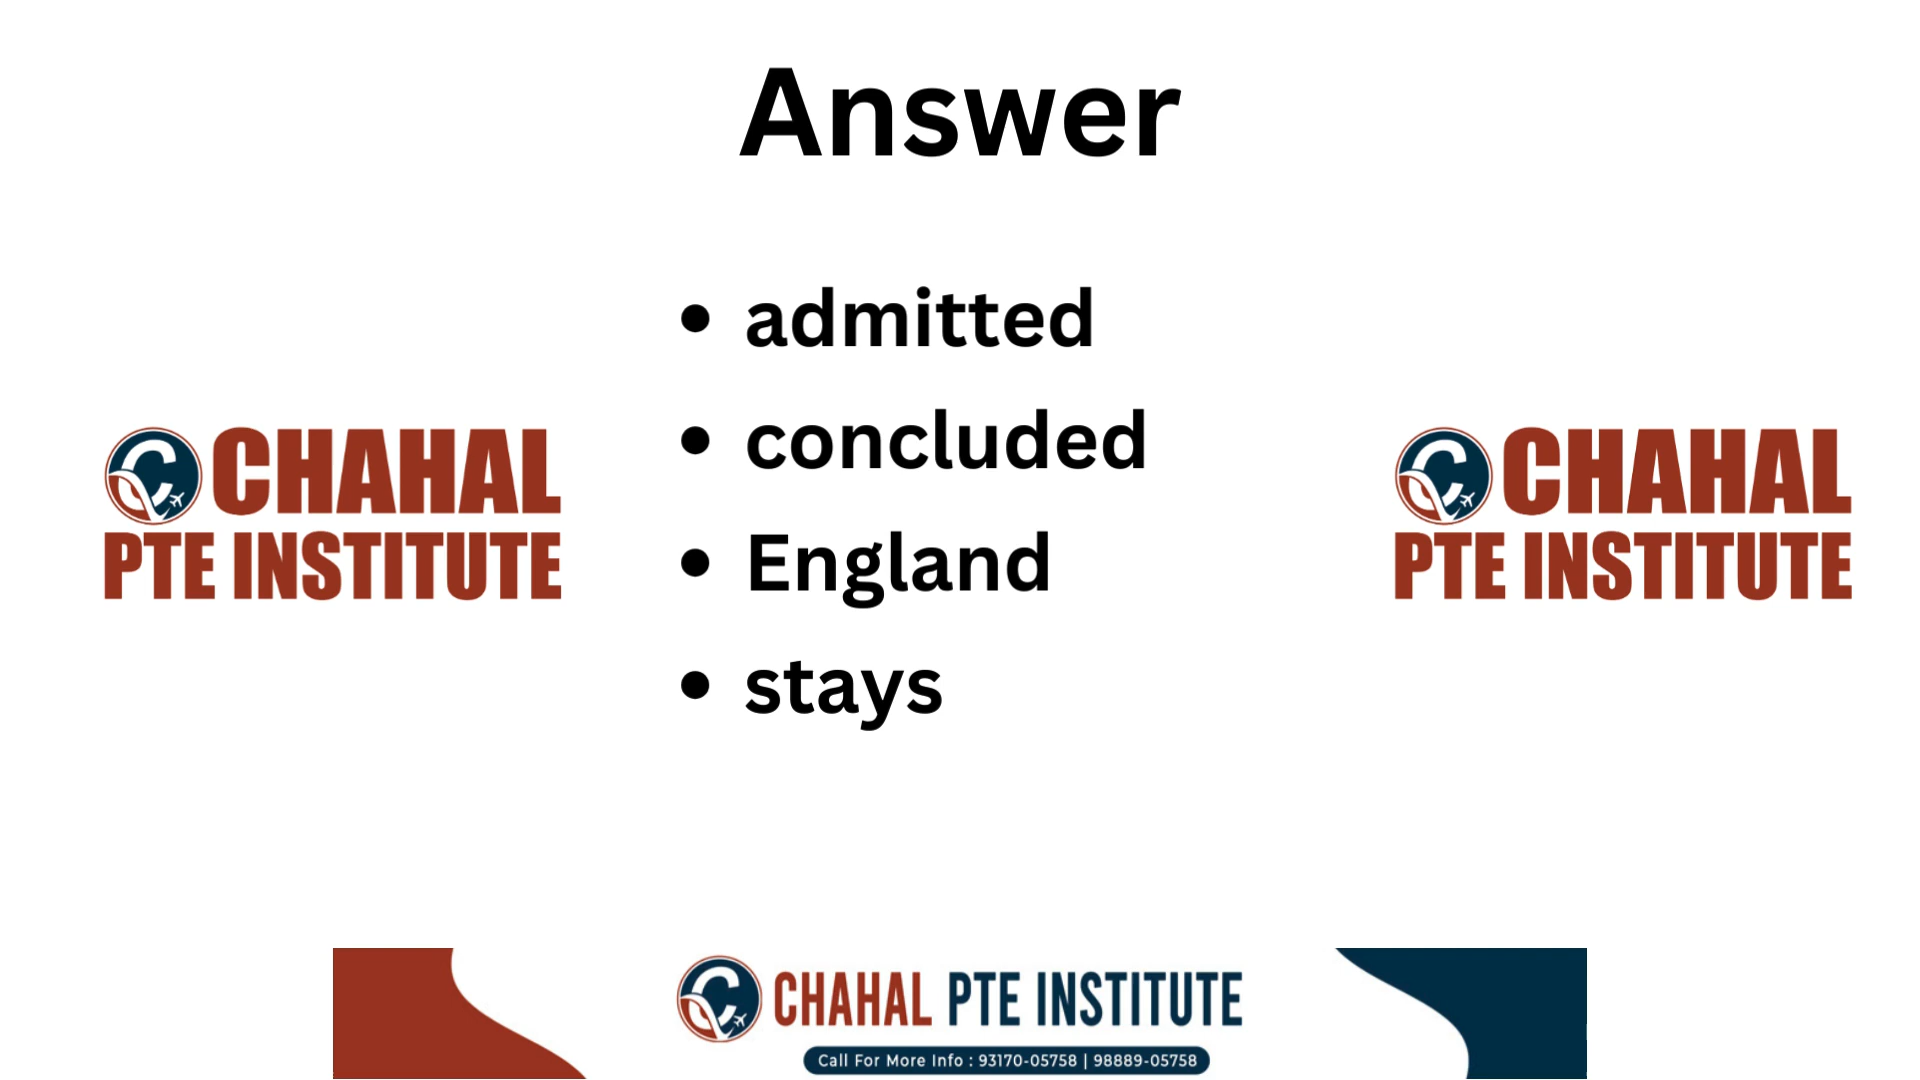 Answer
• admitted
• concluded
• England
• stays
CHAHAL
PTE INSTITUTE
CHAHAL
PTE INSTITUTE
CHAHAL PTE INSTITUTE
Call For More Info : 93170-05758 | 98889-05758